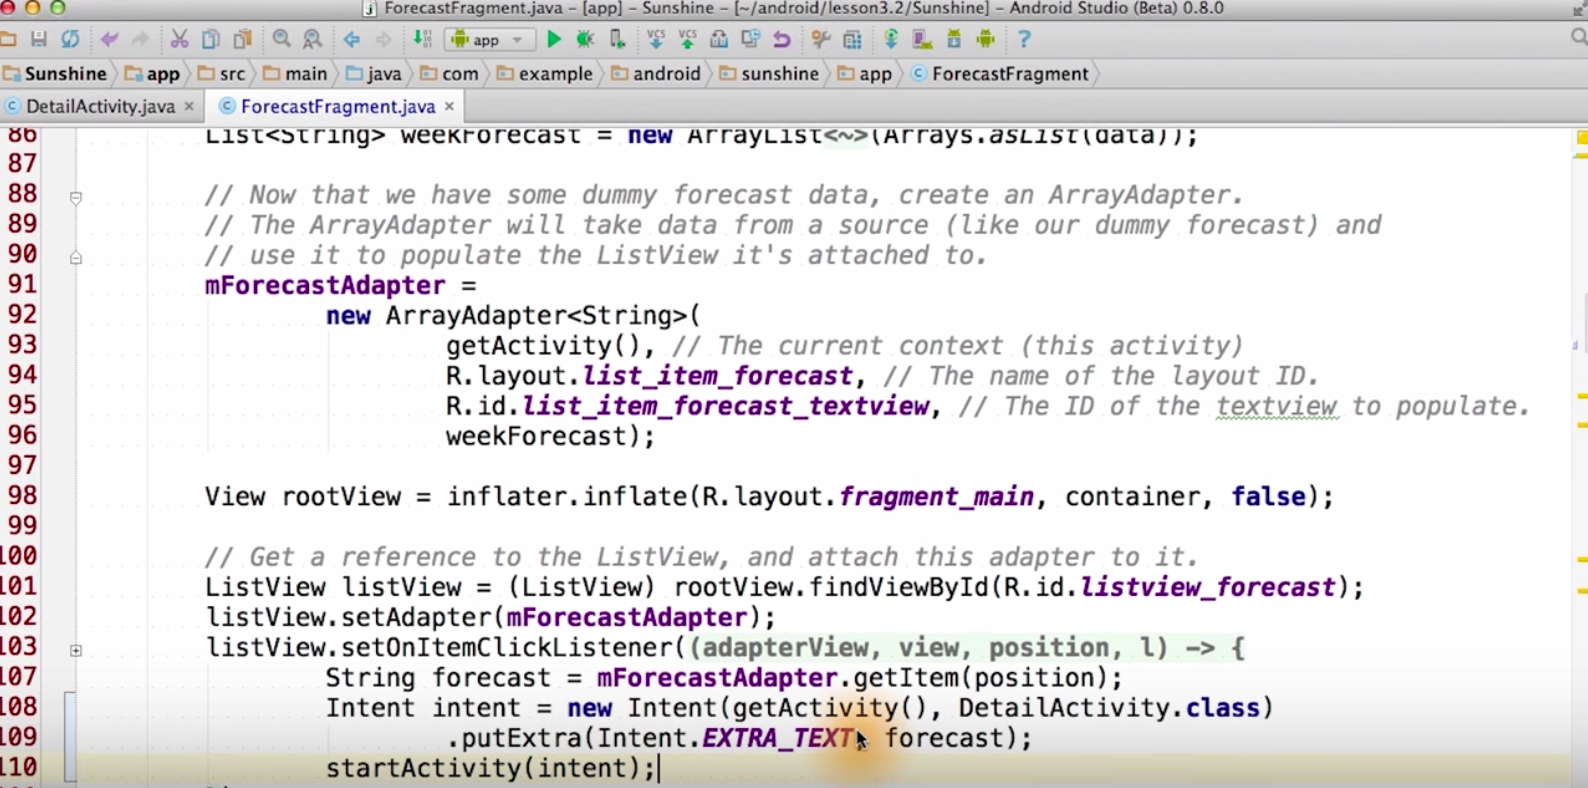 ForecastFragment.java - [app] - Sunshine - [~/android/lesson3.2/Sunshine] - Android Studio (Beta) 0.8.0
app VCS VCS ?
Sunshine app src main java com example android sunshine app ForecastFragment
DetailActivity.java × ForecastFragment.java ×
86 List<String> weekForecast = new ArrayList<~>(Arrays.asList(data));
87
88 // Now that we have some dummy forecast data, create an ArrayAdapter.
89 // The ArrayAdapter will take data from a source (like our dummy forecast) and
90 // use it to populate the ListView it's attached to.
91 mForecastAdapter =
92 new ArrayAdapter<String>(
93 getActivity(), // The current context (this activity)
94 R.layout.list_item_forecast, // The name of the layout ID.
95 R.id.list_item_forecast_textview, // The ID of the textview to populate.
96 weekForecast);
97
98 View rootView = inflater.inflate(R.layout.fragment_main, container, false);
99
100 // Get a reference to the ListView, and attach this adapter to it.
101 ListView listView = (ListView) rootView.findViewById(R.id.listview_forecast);
102 listView.setAdapter(mForecastAdapter);
103 listView.setOnItemClickListener((adapterView, view, position, l) -> {
107 String forecast = mForecastAdapter.getItem(position);
108 Intent intent = new Intent(getActivity(), DetailActivity.class)
109 .putExtra(Intent.EXTRA_TEXT, forecast);
110 startActivity(intent);